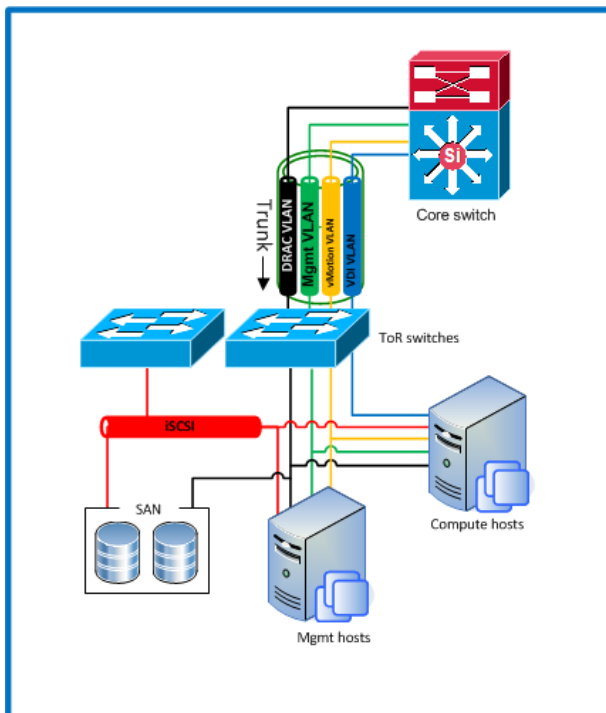 Si
Core switch
Trunk
DRAC VLAN
Mgmt VLAN
vMotion VLAN
VDI VLAN
ToR switches
iSCSI
SAN
Compute hosts
Mgmt hosts